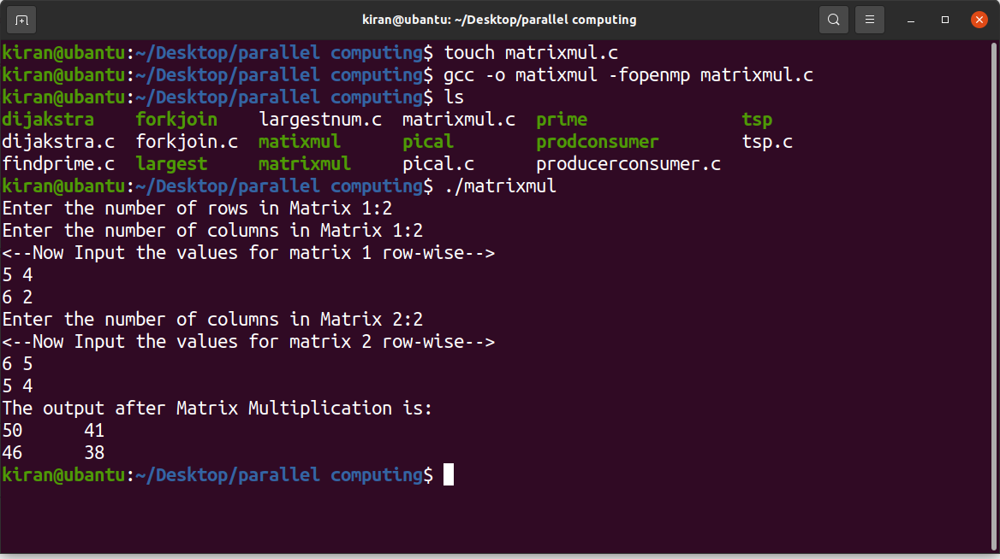 kiran@ubantu: ~/Desktop/parallel computing
kiran@ubantu:~/Desktop/parallel computing$ touch matrixmul.c
kiran@ubantu:~/Desktop/parallel computing$ gcc -o matixmul -fopenmp matrixmul.c
kiran@ubantu:~/Desktop/parallel computing$ ls
dijakstra forkjoin largestnum.c matrixmul.c prime tsp
dijakstra.c forkjoin.c matixmul pical prodconsumer tsp.c
findprime.c largest matrixmul pical.c producerconsumer.c
kiran@ubantu:~/Desktop/parallel computing$ ./matrixmul
Enter the number of rows in Matrix 1:2
Enter the number of columns in Matrix 1:2
<--Now Input the values for matrix 1 row-wise-->
5 4
6 2
Enter the number of columns in Matrix 2:2
<--Now Input the values for matrix 2 row-wise-->
6 5
5 4
The output after Matrix Multiplication is:
50 41
46 38
kiran@ubantu:~/Desktop/parallel computing$